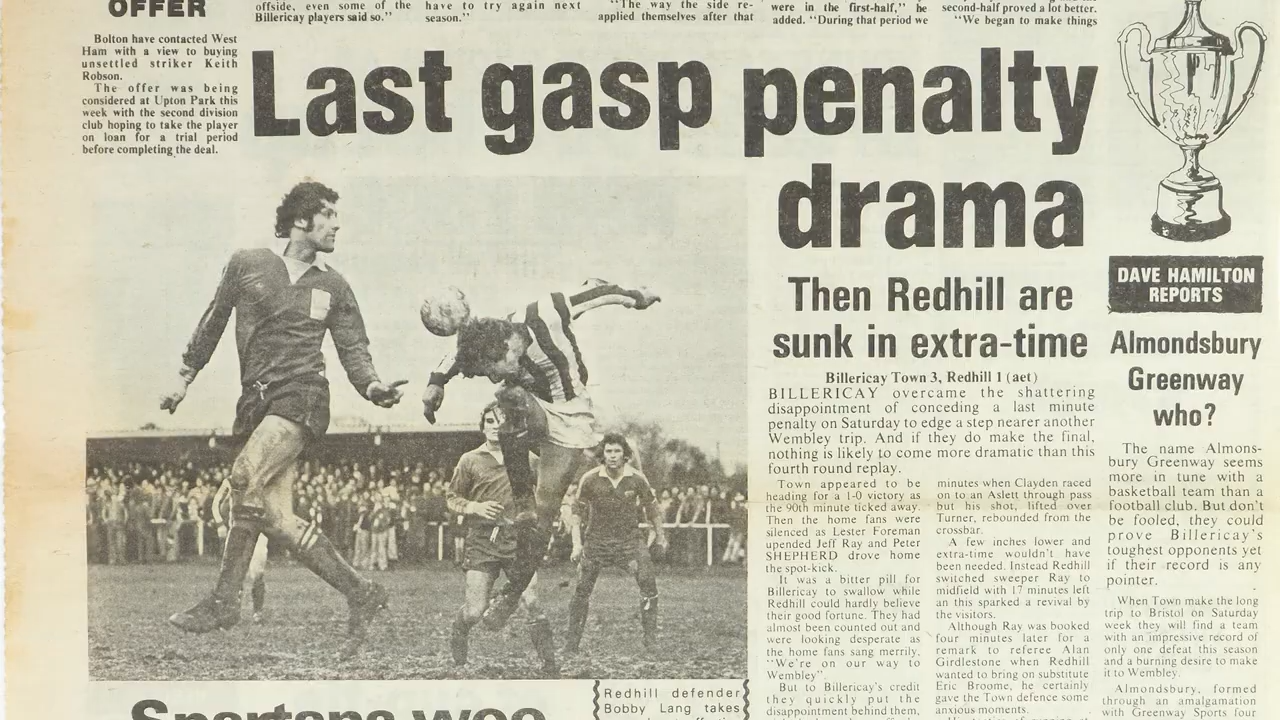 OFFER
Bolton have contacted West
Ham with a view to buying
unsettled striker Keith
Robson.
The offer was being
considered at Upton Park this
week with the second division
club hoping to take the player
on loan for a trial period
before completing the deal.
offside, even some of the
Billericay players said so."
have to try again next
season."
"The way the side re-
applied themselves after that
were in the first-half," he
added. "During that period we
second-half proved a lot better.
"We began to make things
Last gasp penalty
drama
Then Redhill are
sunk in extra-time
Billericay Town 3, Redhill 1 (aet)
BILLERICAY overcame the shattering
disappointment of conceding a last minute
penalty on Saturday to edge a step nearer another
Wembley trip. And if they do make the final,
nothing is likely to come more dramatic than this
fourth round replay.
Town appeared to be
heading for a 1-0 victory as
the 90th minute ticked away.
Then the home fans were
silenced as Lester Foreman
upended Jeff Ray and Peter
SHEPHERD drove home
the spot-kick.
It was a bitter pill for
Billericay to swallow while
Redhill could hardly believe
their good fortune. They had
almost been counted out and
were looking desperate as
the home fans sang merrily,
"We're on our way to
Wembley".
But to Billericay's credit
they quickly put the
disappointment behind them,
minutes when Clayden raced
on to an Aslett through pass
but his shot, lifted over
Turner, rebounded from the
crossbar.
A few inches lower and
extra-time wouldn't have
been needed. Instead Redhill
switched sweeper Ray to
midfield with 17 minutes left
an this sparked a revival by
the visitors.
Although Ray was booked
four minutes later for a
remark to referee Alan
Girdlestone when Redhill
wanted to bring on substitute
Eric Broome, he certainly
gave the Town defence some
anxious moments.
DAVE HAMILTON
REPORTS
Almondsbury
Greenway
who?
The name Almons-
bury Greenway seems
more in tune with a
basketball team than a
football club. But don't
be fooled, they could
prove Billericay's
toughest opponents yet
if their record is any
pointer.
When Town make the long
trip to Bristol on Saturday
week they will find a team
with an impressive record of
only one defeat this season
and a burning desire to make
it to Wembley.
Almondsbury, formed
through an amalgamation
with Greenway Sports four
Spartans woo
Redhill defender
Bobby Lang takes